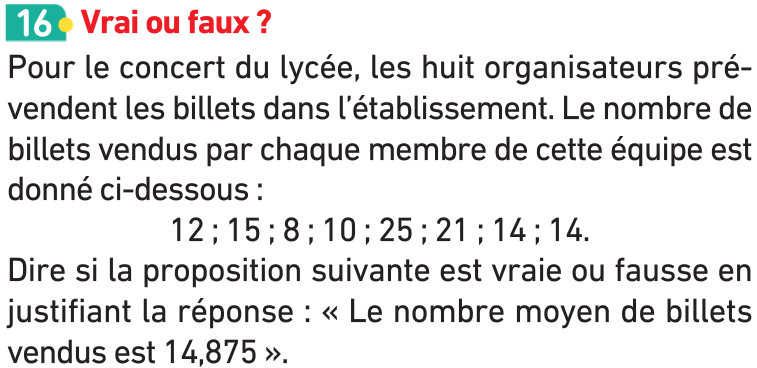 16 Vrai ou faux ?
Pour le concert du lycée, les huit organisateurs pré-
vendent les billets dans l'établissement. Le nombre de
billets vendus par chaque membre de cette équipe est
donné ci-dessous :
12 ; 15 ; 8 ; 10 ; 25 ; 21 ; 14 ; 14.
Dire si la proposition suivante est vraie ou fausse en
justifiant la réponse : « Le nombre moyen de billets
vendus est 14,875 ».